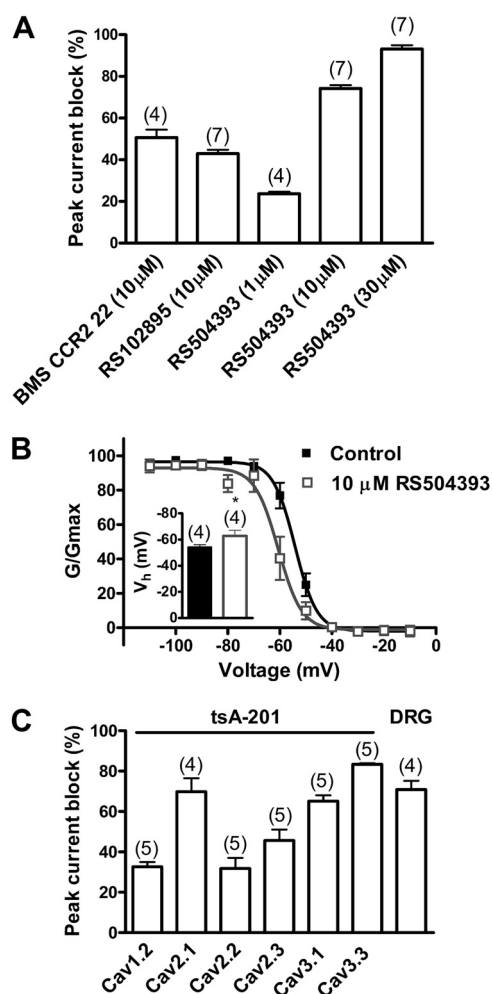 A
Peak current block (%)
100
80
60
40
20
0
(4)
(7)
(4)
(7)
(7)
BMS CCR2 22 (10μM)
RS102895 (10μM)
RS504393 (1μM)
RS504393 (10μM)
RS504393 (30μM)
B
G/Gmax
100
80
60
40
20
0
Control
10 μM RS504393
*
Vh (mV)
-80
-60
-40
-20
0
(4)
(4)
-100
-80
-60
-40
-20
0
Voltage (mV)
C
tsA-201
DRG
Peak current block (%)
100
80
60
40
20
0
(5)
(4)
(5)
(5)
(5)
(5)
(4)
Cav1.2
Cav2.1
Cav2.2
Cav2.3
Cav3.1
Cav3.3